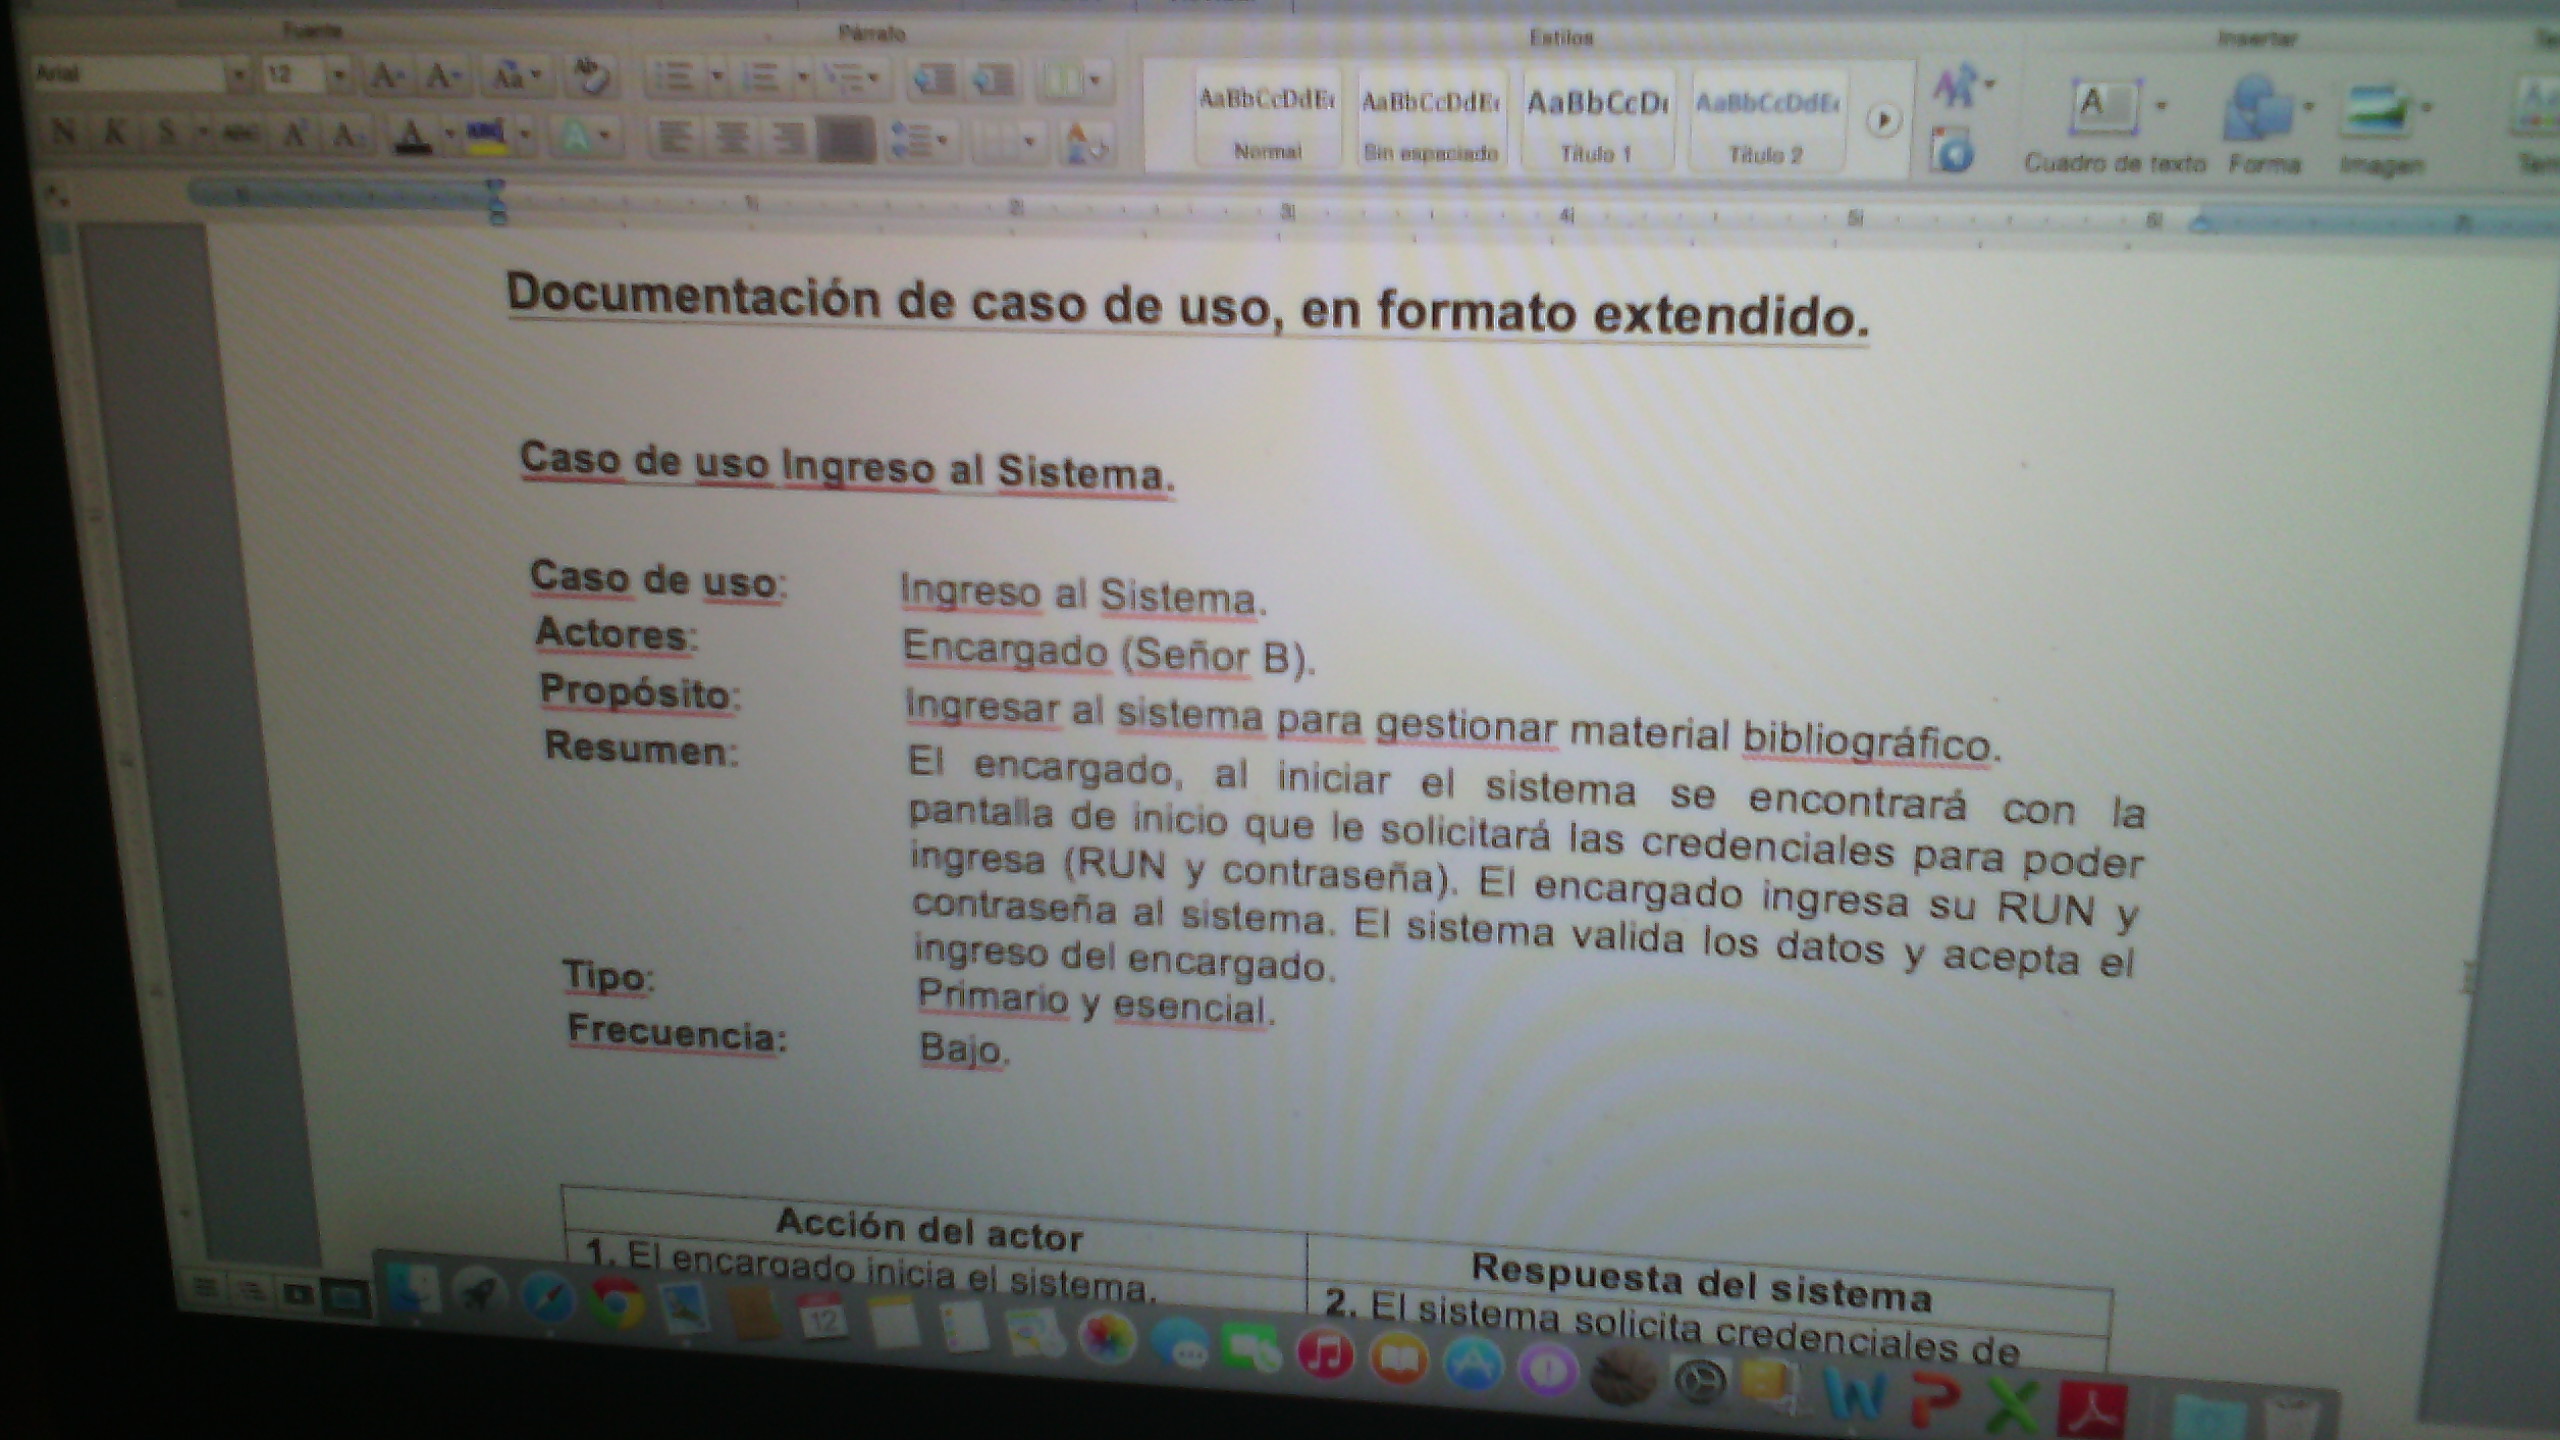 Fuente Párrafo Estilos Insertar
Arial 12
AaBbCcDdE AaBbCcDdE AaBbCcD AaBbCcDdE
Normal Sin espaciado Título 1 Título 2
Cuadro de texto Forma Imagen
Documentación de caso de uso, en formato extendido.
Caso de uso Ingreso al Sistema.
Caso de uso: Ingreso al Sistema.
Actores: Encargado (Señor B).
Propósito: Ingresar al sistema para gestionar material bibliográfico.
Resumen: El encargado, al iniciar el sistema se encontrará con la
pantalla de inicio que le solicitará las credenciales para poder
ingresa (RUN y contraseña). El encargado ingresa su RUN y
contraseña al sistema. El sistema valida los datos y acepta el
ingreso del encargado.
Tipo: Primario y esencial.
Frecuencia: Bajo.
Acción del actor Respuesta del sistema
1. El encargado inicia el sistema.
2. El sistema solicita credenciales de